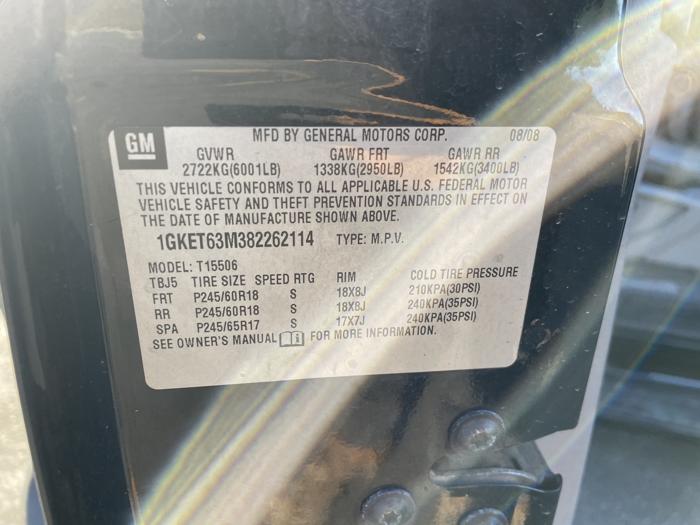 GM
MFD BY GENERAL MOTORS CORP. 08/08
GVWR GAWR FRT GAWR RR
2722KG(6001LB) 1338KG(2950LB) 1542KG(3400LB)
THIS VEHICLE CONFORMS TO ALL APPLICABLE U.S. FEDERAL MOTOR
VEHICLE SAFETY AND THEFT PREVENTION STANDARDS IN EFFECT ON
THE DATE OF MANUFACTURE SHOWN ABOVE.
1GKET63M382262114 TYPE: M.P.V.
MODEL: T15506
TBJ5 TIRE SIZE SPEED RTG RIM COLD TIRE PRESSURE
FRT P245/60R18 S 18X8J 210KPA(30PSI)
RR P245/60R18 S 18X8J 240KPA(35PSI)
SPA P245/65R17 S 17X7J 240KPA(35PSI)
SEE OWNER'S MANUAL FOR MORE INFORMATION.